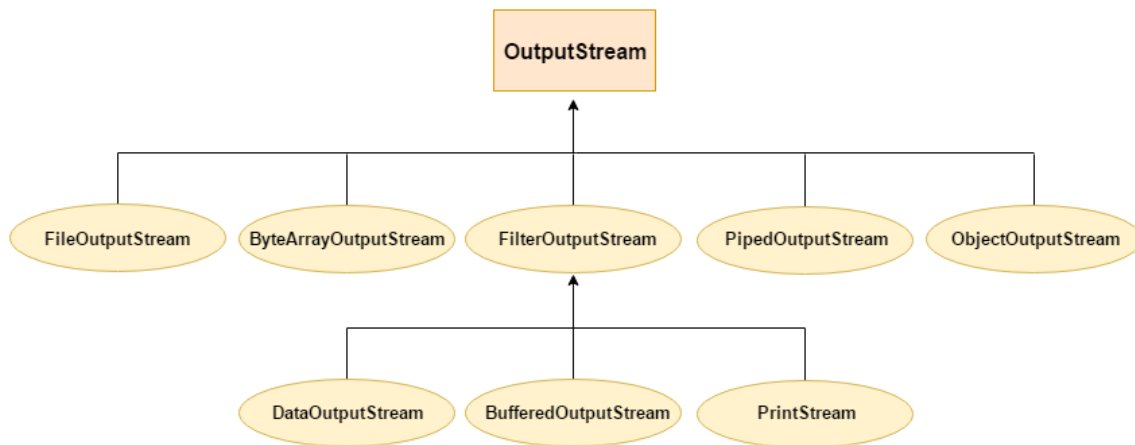 OutputStream
FileOutputStream
ByteArrayOutputStream
FilterOutputStream
PipedOutputStream
ObjectOutputStream
DataOutputStream
BufferedOutputStream
PrintStream